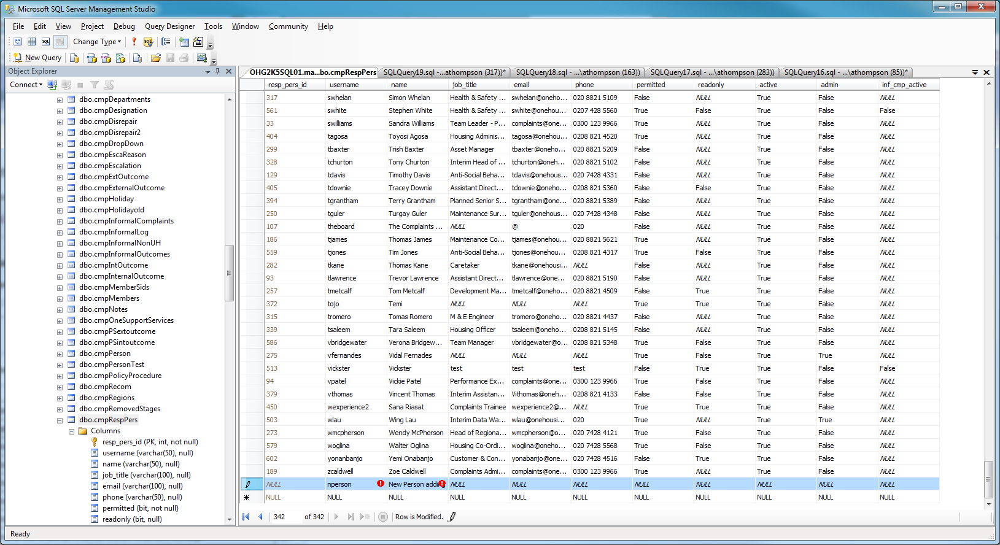 Microsoft SQL Server Management Studio
File Edit View Project Debug Query Designer Tools Window Community Help
Change Type
New Query
Object Explorer
Connect
dbo.cmpDepartments
dbo.cmpDesignation
dbo.cmpDisrepair
dbo.cmpDisrepair2
dbo.cmpDropDown
dbo.cmpEscaReason
dbo.cmpEscalation
dbo.cmpExtOutcome
dbo.cmpExternalOutcome
dbo.cmpHoliday
dbo.cmpHolidayold
dbo.cmpInformalComplaints
dbo.cmpInformalLog
dbo.cmpInformalNonUH
dbo.cmpInformalOutcomes
dbo.cmpIntOutcome
dbo.cmpInternalOutcome
dbo.cmpMemberSids
dbo.cmpMembers
dbo.cmpNotes
dbo.cmpOneSupportServices
dbo.cmpPSextoutcome
dbo.cmpPSintoutcome
dbo.cmpPerson
dbo.cmpPersonTest
dbo.cmpPolicyProcedure
dbo.cmpRecom
dbo.cmpRegions
dbo.cmpRemovedStages
dbo.cmpRespPers
Columns
resp_pers_id (PK, int, not null)
username (varchar(50), null)
name (varchar(50), null)
job_title (varchar(100), null)
email (varchar(100), null)
phone (varchar(50), null)
permitted (bit, not null)
readonly (bit, null)
OHG2K5SQL01.ma...bo.cmpRespPers SQLQuery19.sql -...athompson (317))* SQLQuery18.sql - ...\athompson (163)) SQLQuery17.sql - ...\athompson (283)) SQLQuery16.sql - ...\athompson (85))*
resp_pers_id username name job_title email phone permitted readonly active admin inf_cmp_active
317 swhelan Simon Whelan Health & Safety ... swhelan@oneho... 020 8821 5109 False NULL True False NULL
561 swhite Stephen White Health & Safety ... swhite@onehou... 0207 428 5560 True False True False False
33 swilliams Sandra Williams Team Leader - P... complaints@one... 0300 123 9966 True NULL True False NULL
404 tagosa Toyosi Agosa Housing Adminis... tagosa@onehou... 0208 821 4520 True NULL True False NULL
299 tbaxter Trish Baxter Asset Manager tbaxter@oneho... 020 8821 5209 False NULL True False NULL
328 tchurton Tony Churton Interim Head of ... tchurton@oneh... 020 8821 5102 False NULL True False NULL
129 tdavis Timothy Davis Anti-Social Beha... tdavis@onehous... 020 7428 4331 False NULL True False NULL
405 tdownie Tracey Downie Assistant Direct... tdownie@oneho... 0208 821 5360 False False True False NULL
394 tgrantham Terry Grantham Planned Senior S... tgrantham@one... 020 8821 5389 False NULL True False NULL
250 tguler Turgay Guler Maintenance Sur... tguler@onehous... 020 7428 4348 False NULL True False NULL
107 theboard The Complaints ... NULL @ 020 False NULL True False NULL
186 tjames Thomas James Maintenance Co... tjames@onehou... 020 8821 5621 True NULL True False NULL
559 tjones Tim Jones Anti-Social Beha... tjones@onehou... 0208 821 4317 True False True False NULL
282 tkane Thomas Kane Caretaker tkane@onehousi... NULL False NULL True False NULL
93 tlawrence Trevor Lawrence Assistant Direct... tlawrence@one... 020 8821 5190 False NULL True False NULL
257 tmetcalf Tom Metcalf Development Ma... tmetcalf@oneho... 020 8821 4509 False True True False NULL
372 tojo Temi NULL NULL NULL True True True False NULL
315 tromero Tomas Romero M & E Engineer tromero@onehou... 020 8821 4437 False NULL True False NULL
339 tsaleem Tara Saleem Housing Officer tsaleem@oneho... 0208 821 5145 False NULL True False NULL
586 vbridgewater Verona Bridgew... Team Manager vbridgewater@o... 0208 821 5348 True False True False NULL
275 vfernandes Vidal Fernades NULL NULL NULL True NULL True True NULL
513 vickster Vickster test test test False True True False False
94 vpatel Vickie Patel Performance Ex... complaints@one... 0300 123 9966 True NULL True False NULL
379 vthomas Vincent Thomas Interim Assistan... Vithomas@oneh... 0208 821 4133 False False True False NULL
450 wexperience2 Sana Riasat Complaints Trainee wexperience2@... NULL True True True False NULL
503 wlau Wing Lau Interim Data Wa... wlau@onehousi... 020 True NULL True True NULL
273 wmcpherson Wendy McPherson Head of Regiona... wmcpherson@o... 020 7428 4121 True NULL True False NULL
579 woglina Walter Oglina Housing Co-Ordi... woglina@oneho... 020 7428 5568 True False True False NULL
602 yonanbanjo Yemi Onabanjo Customer & Con... yonabanjo@one... 020 7428 4516 False True True False NULL
189 zcaldwell Zoe Caldwell Complaints Admi... complaints@one... 0300 123 9966 True NULL True False NULL
NULL nperson New Person addi NULL NULL NULL NULL NULL NULL NULL NULL
NULL NULL NULL NULL NULL NULL NULL NULL NULL NULL NULL
342 of 342 Row is Modified.
Ready